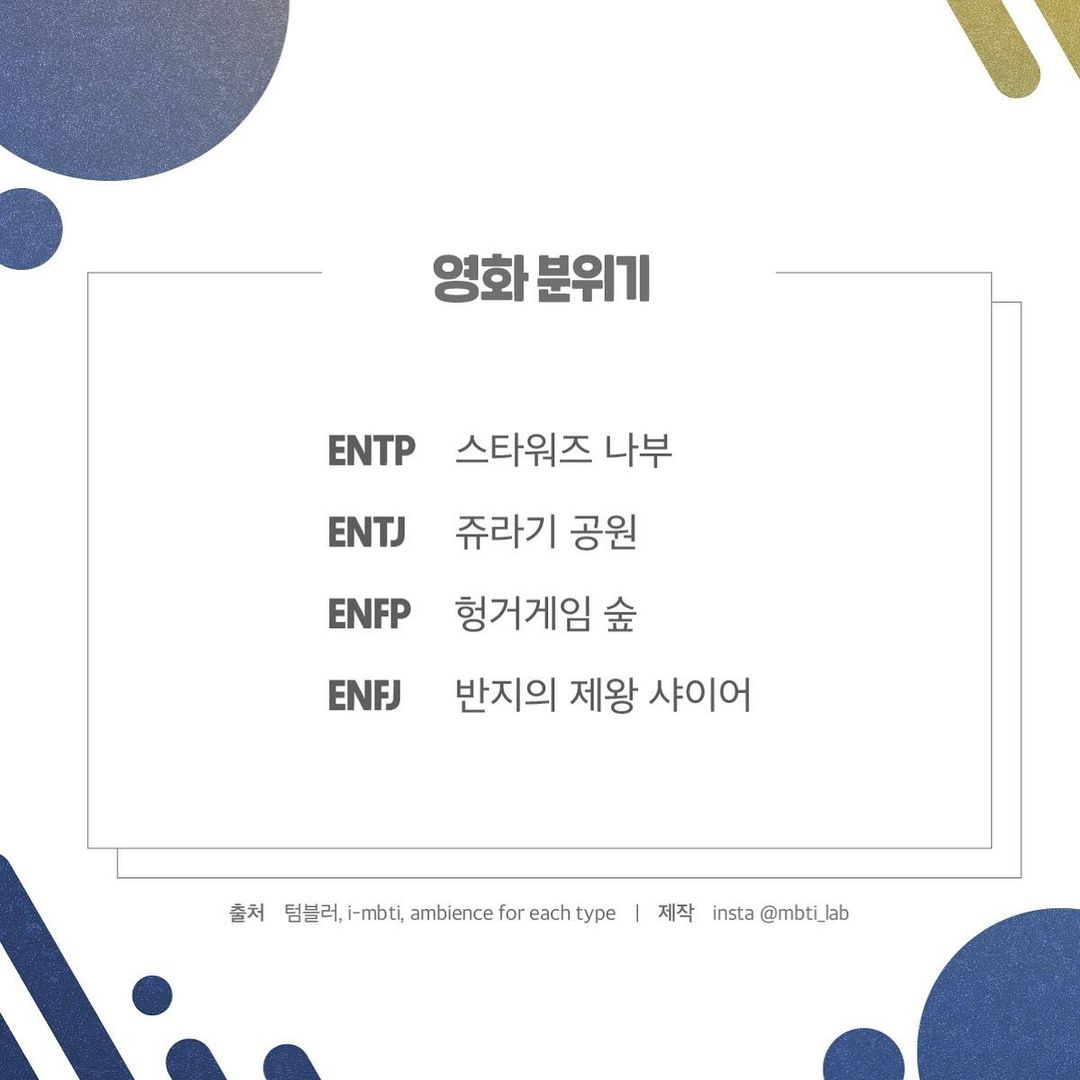 영화 분위기
ENTP 스타워즈 나부
ENTJ 쥬라기 공원
ENFP 헝거게임 숲
ENFJ 반지의 제왕 샤이어
출처 텀블러, i-mbti, ambience for each type | 제작 insta @mbti_lab